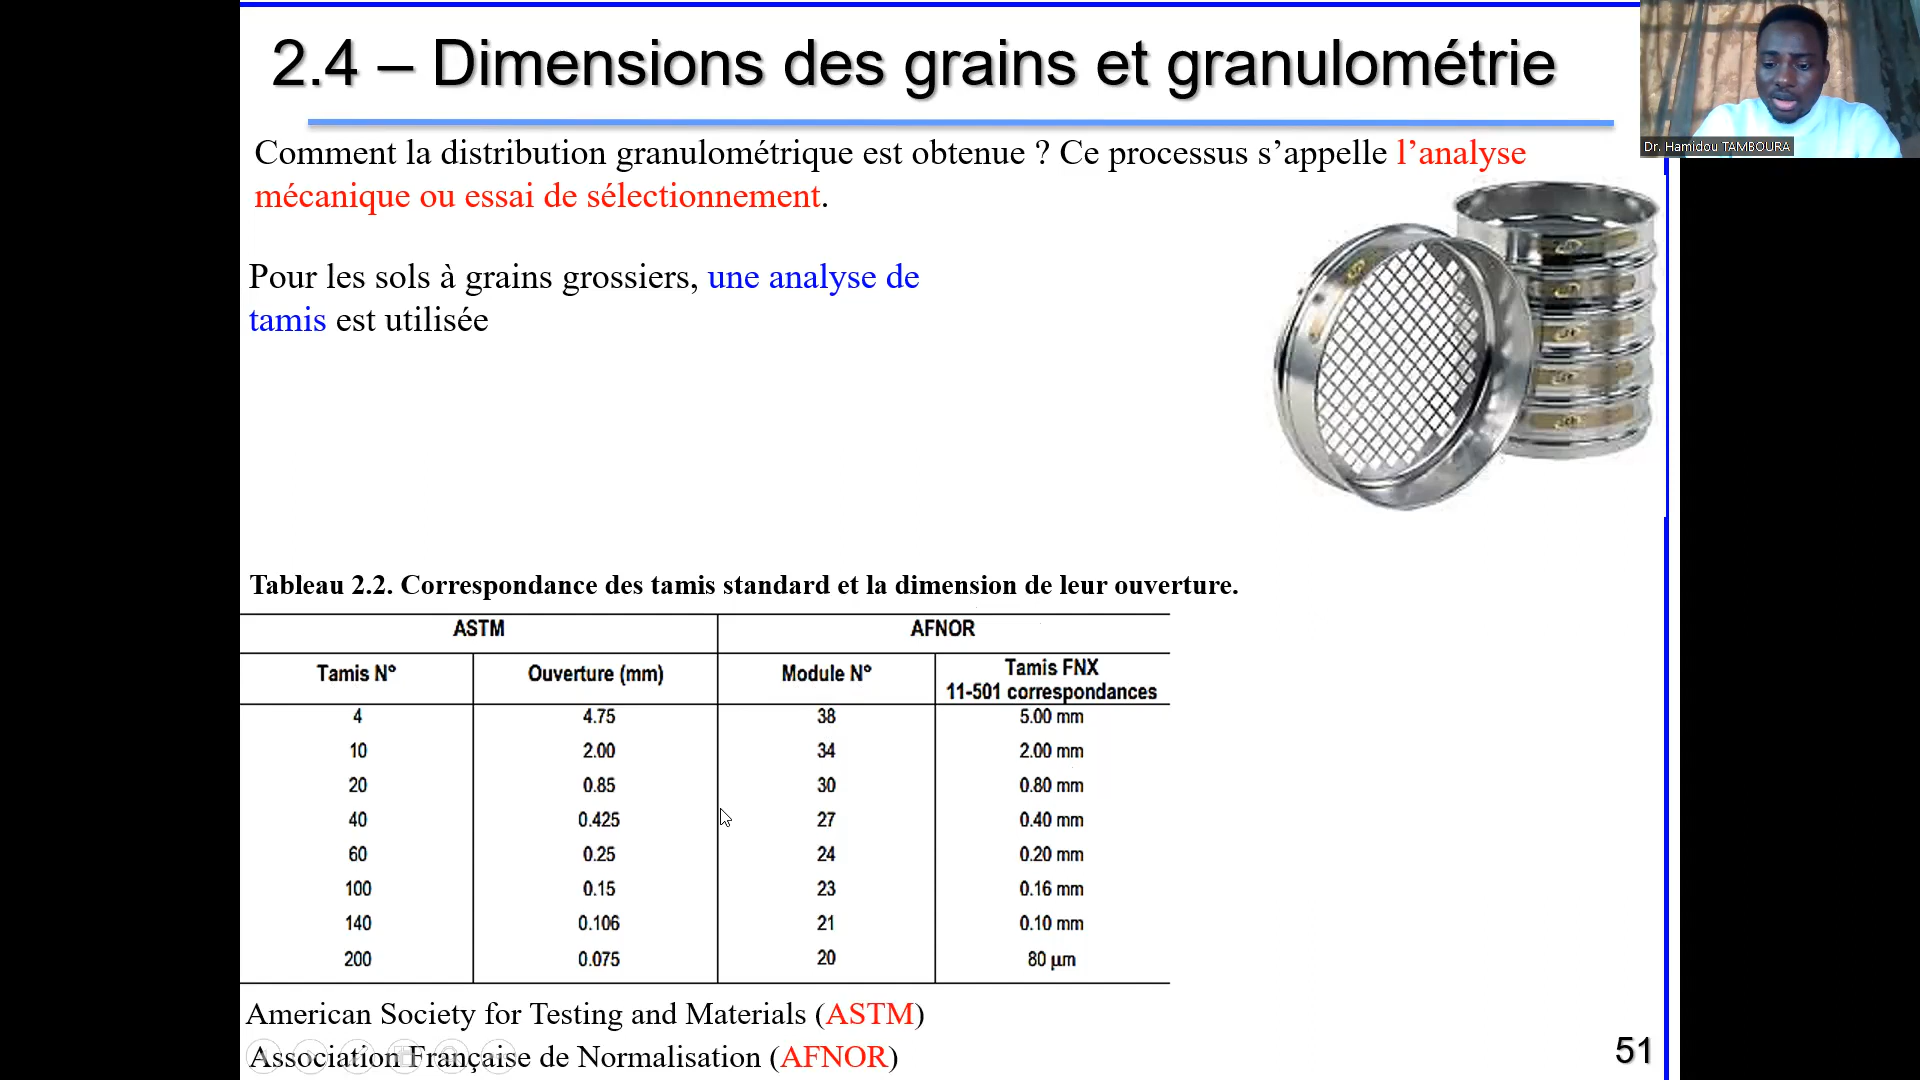 2.4 – Dimensions des grains et granulométrie
Dr. Hamidou TAMBOURA
Comment la distribution granulométrique est obtenue ? Ce processus s’appelle l’analyse
mécanique ou essai de sélectionnement.
Pour les sols à grains grossiers, une analyse de
tamis est utilisée
Tableau 2.2. Correspondance des tamis standard et la dimension de leur ouverture.
ASTM AFNOR
Tamis N° Ouverture (mm) Module N° Tamis FNX
11-501 correspondances
4 4.75 38 5.00 mm
10 2.00 34 2.00 mm
20 0.85 30 0.80 mm
40 0.425 27 0.40 mm
60 0.25 24 0.20 mm
100 0.15 23 0.16 mm
140 0.106 21 0.10 mm
200 0.075 20 80 µm
American Society for Testing and Materials (ASTM)
Association Française de Normalisation (AFNOR)
51